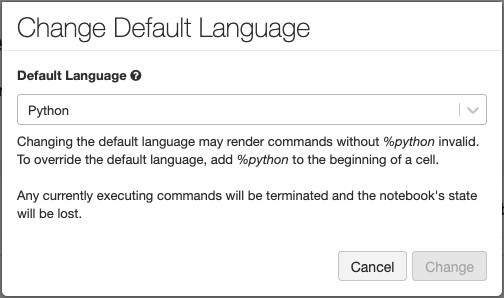 Change Default Language
Default Language
Python
Changing the default language may render commands without %python invalid.
To override the default language, add %python to the beginning of a cell.
Any currently executing commands will be terminated and the notebook's state
will be lost.
Cancel
Change